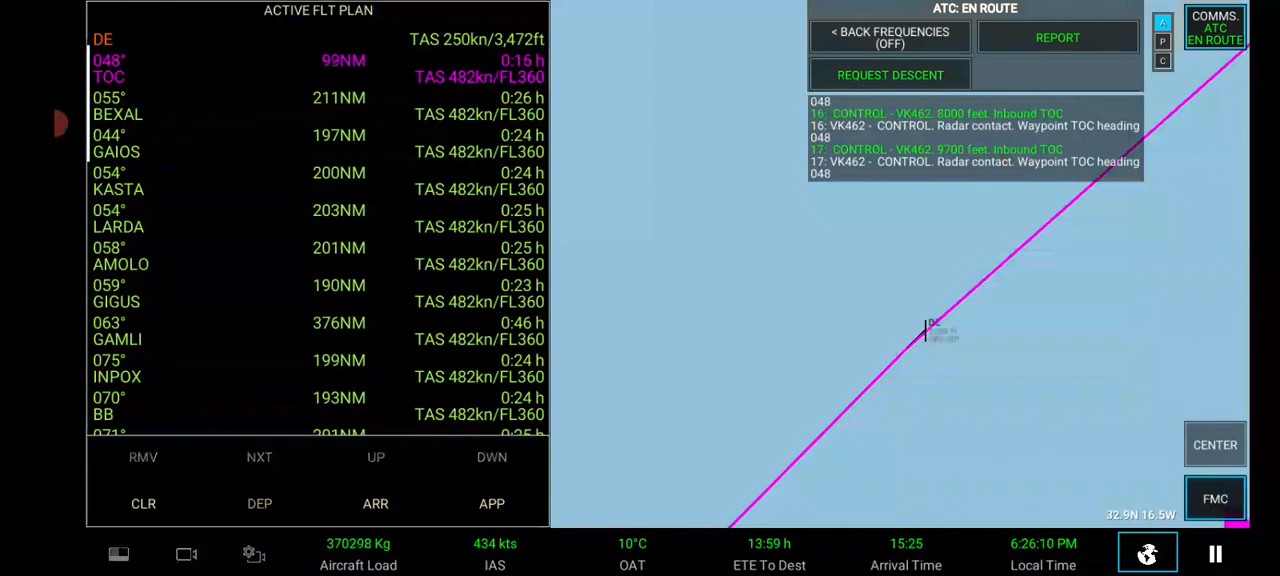 ACTIVE FLT PLAN
DE TAS 250kn/3,472ft
048° 99NM 0:16 h
TOC TAS 482kn/FL360
055° 211NM 0:26 h
BEXAL TAS 482kn/FL360
044° 197NM 0:24 h
GAIOS TAS 482kn/FL360
054° 200NM 0:24 h
KASTA TAS 482kn/FL360
054° 203NM 0:25 h
LARDA TAS 482kn/FL360
058° 201NM 0:25 h
AMOLO TAS 482kn/FL360
059° 190NM 0:23 h
GIGUS TAS 482kn/FL360
063° 376NM 0:46 h
GAMLI TAS 482kn/FL360
075° 199NM 0:24 h
INPOX TAS 482kn/FL360
070° 193NM 0:24 h
BB TAS 482kn/FL360
071° 201NM 0:25 h
RMV NXT UP DWN
CLR DEP ARR APP
ATC: EN ROUTE
< BACK FREQUENCIES
(OFF)
REPORT
REQUEST DESCENT
048
16: CONTROL - VK462. 8000 feet. Inbound TOC
16: VK462 - CONTROL. Radar contact. Waypoint TOC heading
048
17: CONTROL - VK462. 9700 feet. Inbound TOC
17: VK462 - CONTROL. Radar contact. Waypoint TOC heading
048
A
P
C
COMMS.
ATC
EN ROUTE
DE
CENTER
FMC
32.9N 16.5W
370298 Kg 434 kts 10°C 13:59 h 15:25 6:26:10 PM
Aircraft Load IAS OAT ETE To Dest Arrival Time Local Time